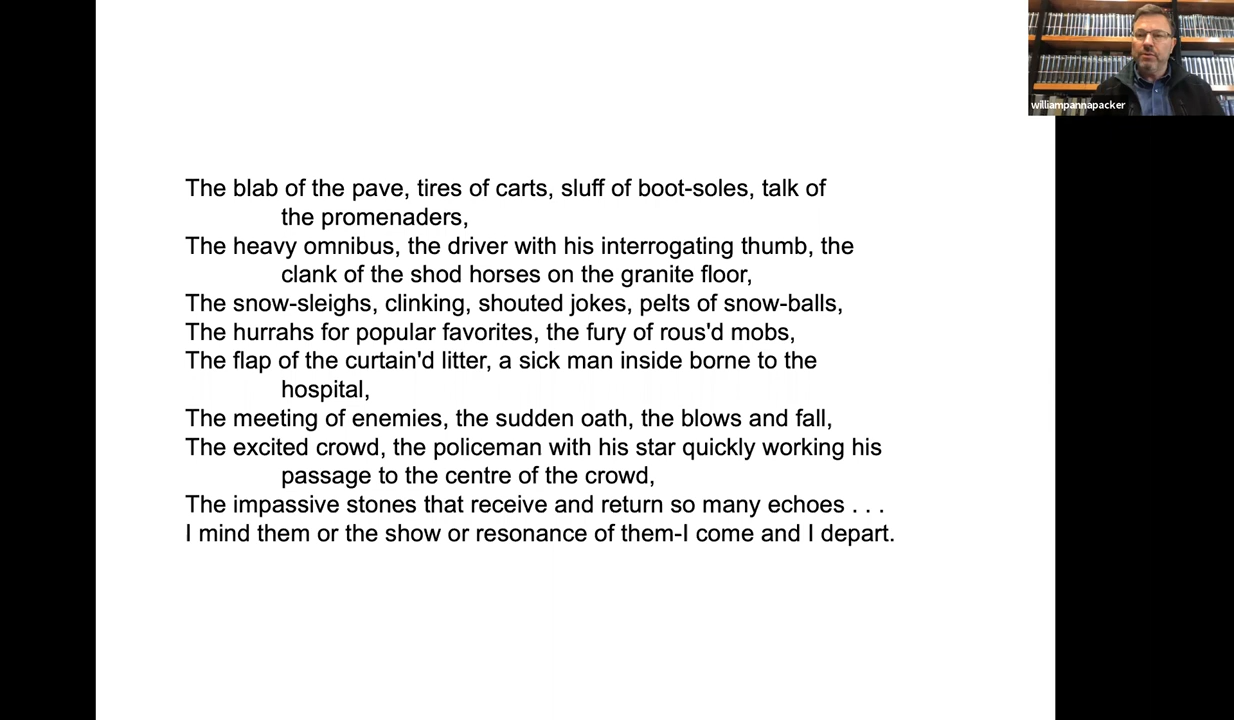 williampannapacker
The blab of the pave, tires of carts, sluff of boot-soles, talk of
the promenaders,
The heavy omnibus, the driver with his interrogating thumb, the
clank of the shod horses on the granite floor,
The snow-sleighs, clinking, shouted jokes, pelts of snow-balls,
The hurrahs for popular favorites, the fury of rous'd mobs,
The flap of the curtain'd litter, a sick man inside borne to the
hospital,
The meeting of enemies, the sudden oath, the blows and fall,
The excited crowd, the policeman with his star quickly working his
passage to the centre of the crowd,
The impassive stones that receive and return so many echoes . . .
I mind them or the show or resonance of them-I come and I depart.